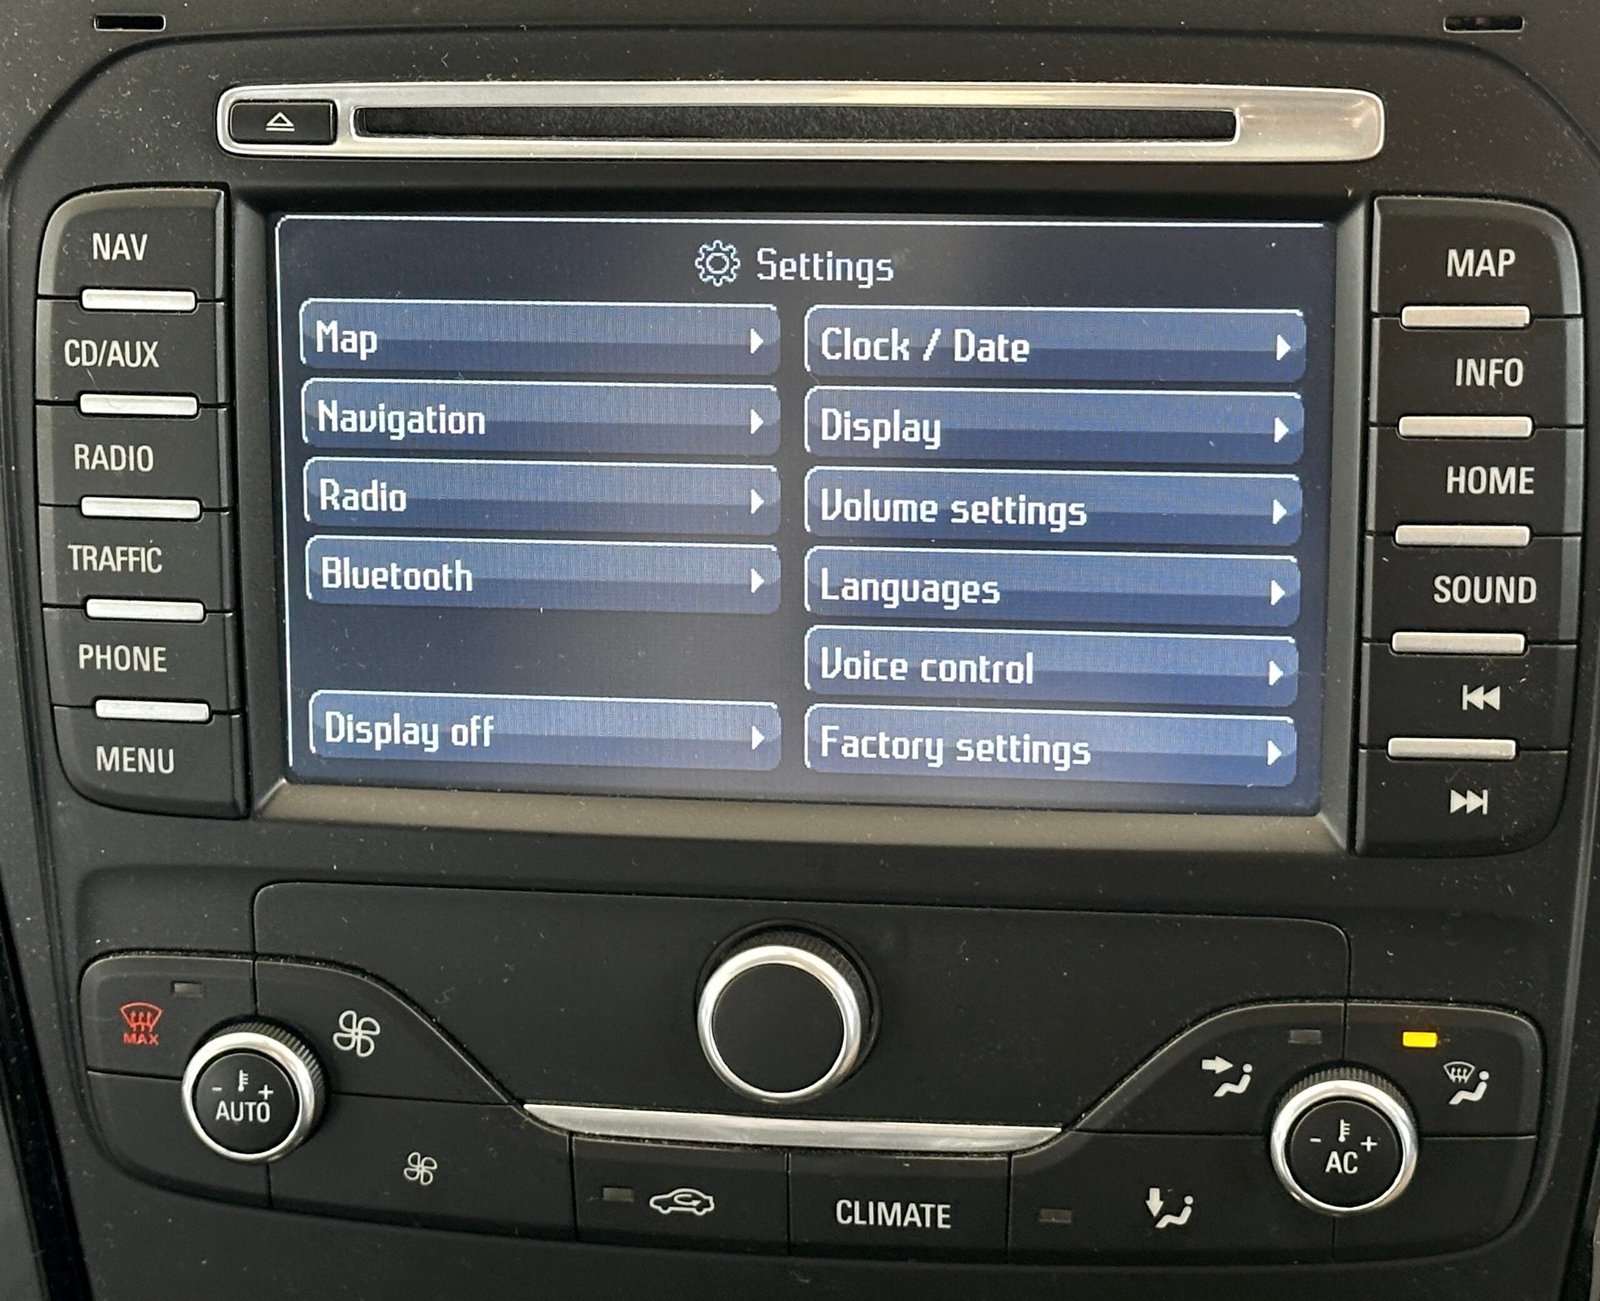 NAV
CD/AUX
RADIO
TRAFFIC
PHONE
MENU
Settings
Map
Navigation
Radio
Bluetooth
Display off
Clock / Date
Display
Volume settings
Languages
Voice control
Factory settings
MAP
INFO
HOME
SOUND
MAX
- +
AUTO
CLIMATE
- +
AC